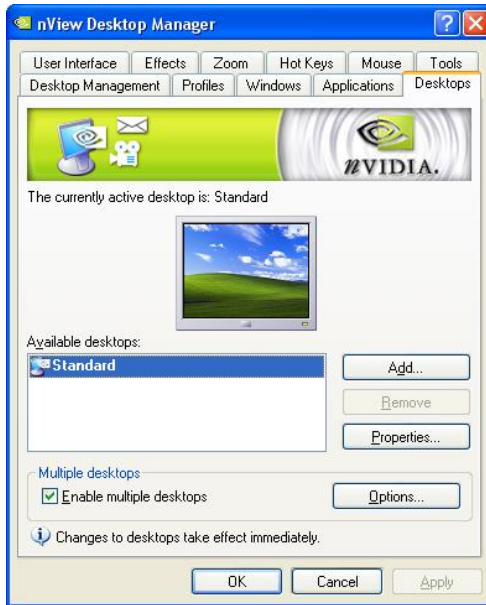 nView Desktop Manager
User Interface Effects Zoom Hot Keys Mouse Tools
Desktop Management Profiles Windows Applications Desktops
nVIDIA.
The currently active desktop is: Standard
Available desktops:
Standard
Add...
Remove
Properties...
Multiple desktops
Enable multiple desktops
Options...
Changes to desktops take effect immediately.
OK Cancel Apply